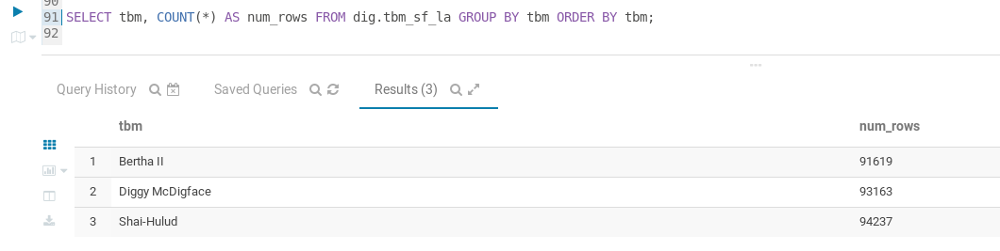 90
91 SELECT tbm, COUNT(*) AS num_rows FROM dig.tbm_sf_la GROUP BY tbm ORDER BY tbm;
92
Query History Saved Queries Results (3)
tbm num_rows
1 Bertha II 91619
2 Diggy McDigface 93163
3 Shai-Hulud 94237